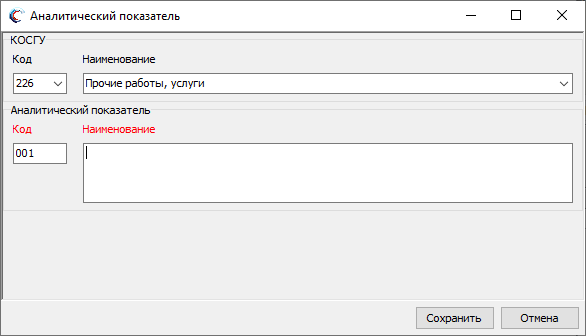 Аналитический показатель
КОСГУ
Код Наименование
226 Прочие работы, услуги
Аналитический показатель
Код Наименование
001
Сохранить Отмена